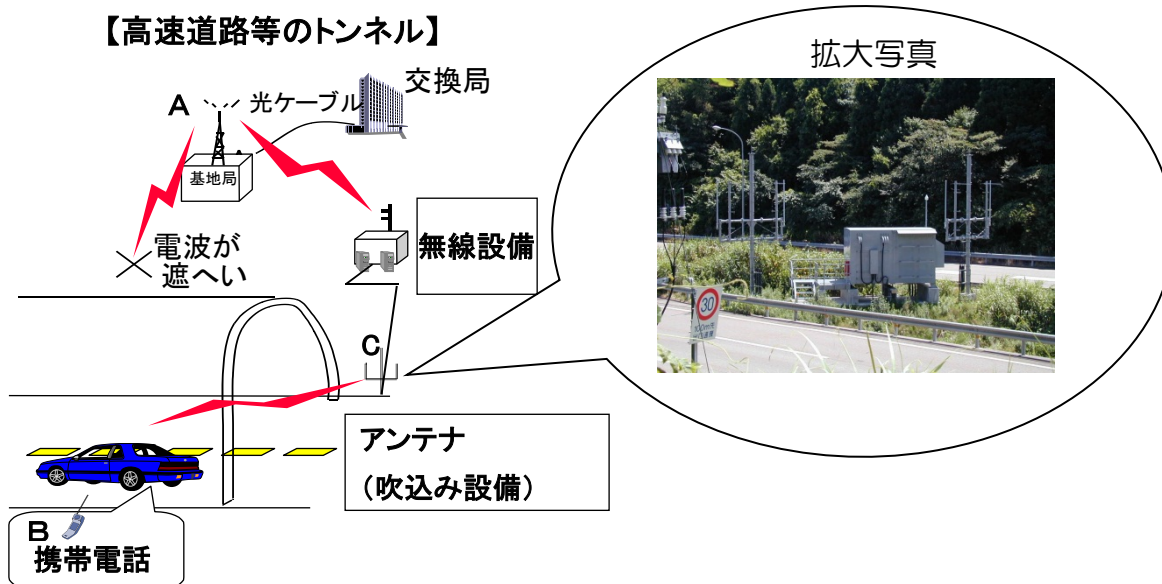 【高速道路等のトンネル】
拡大写真
A
光ケーブル
交換局
基地局
電波が
遮へい
無線設備
30
C
アンテナ
(吹込み設備)
B
携帯電話